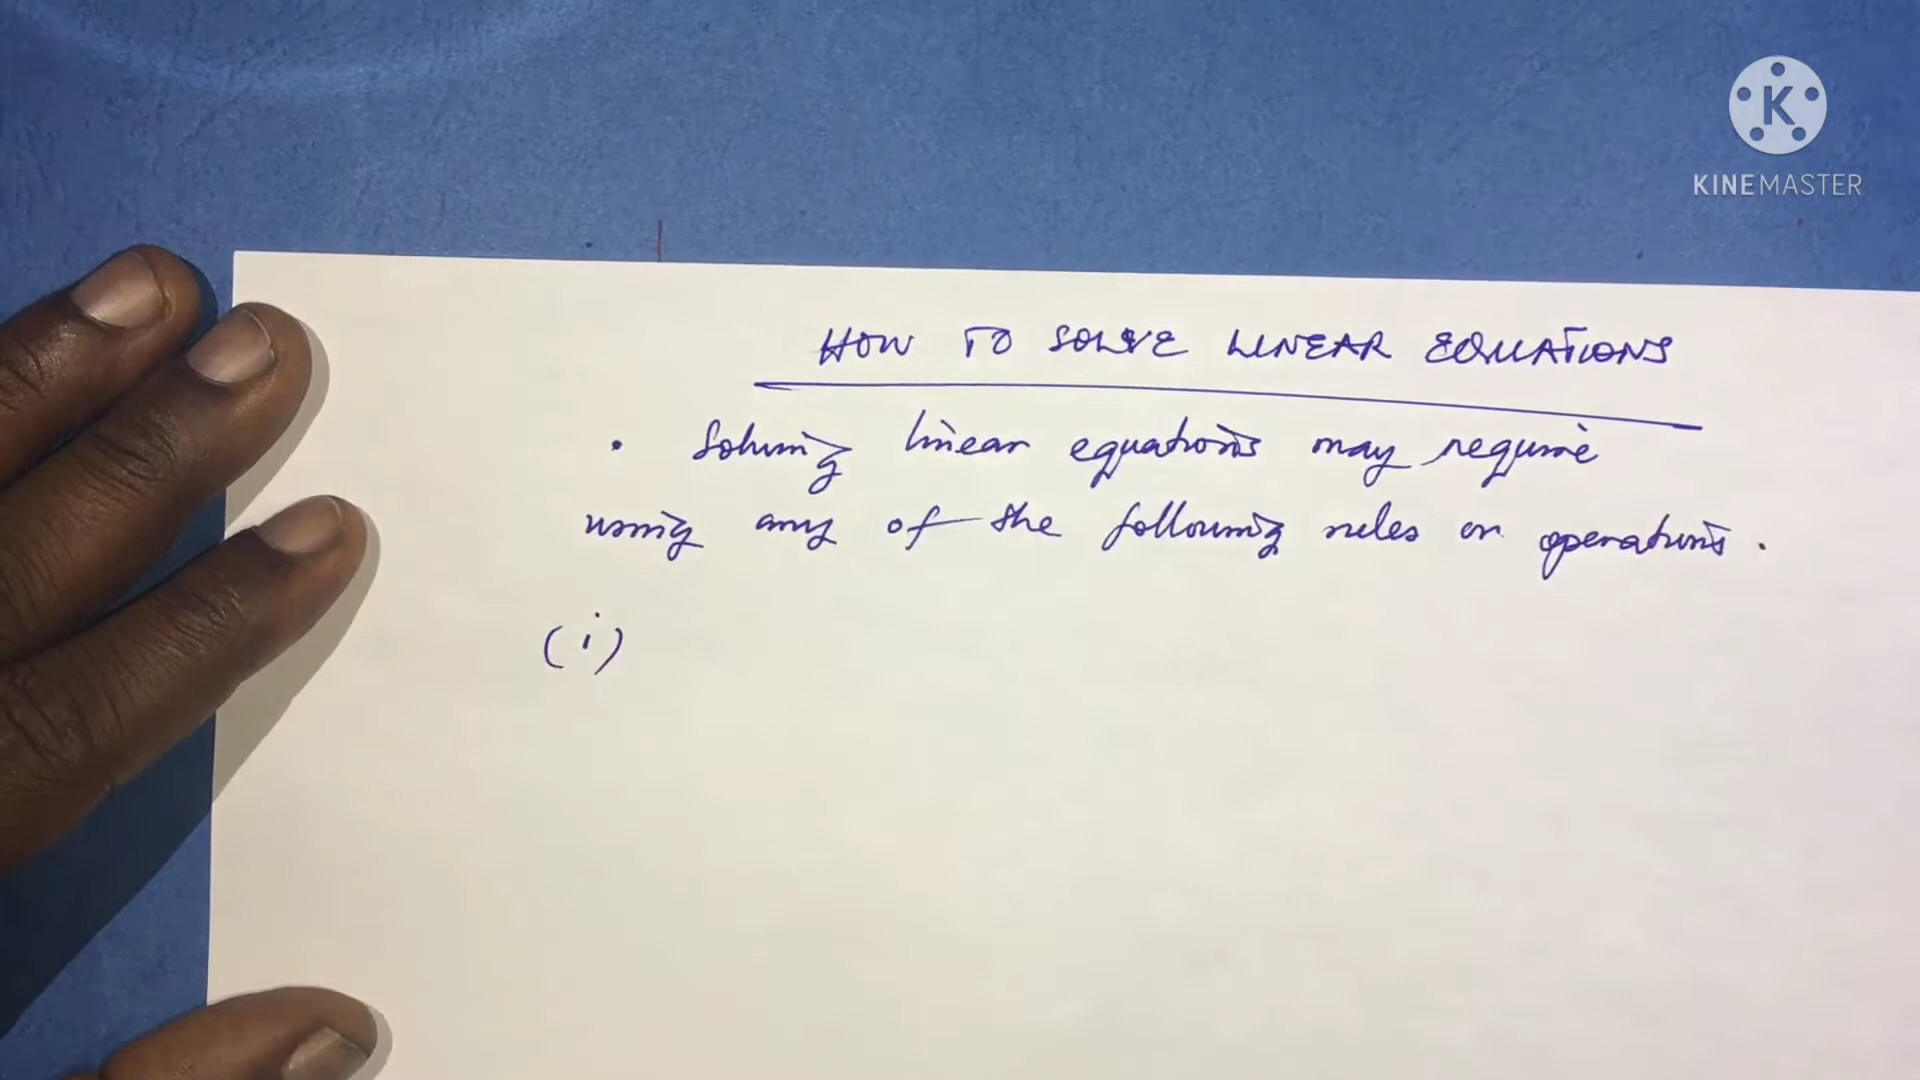 K
KINEMASTER
HOW TO SOLVE LINEAR EQUATIONS
• Solving linear equations may require
using any of the following rules or operations.
(i)